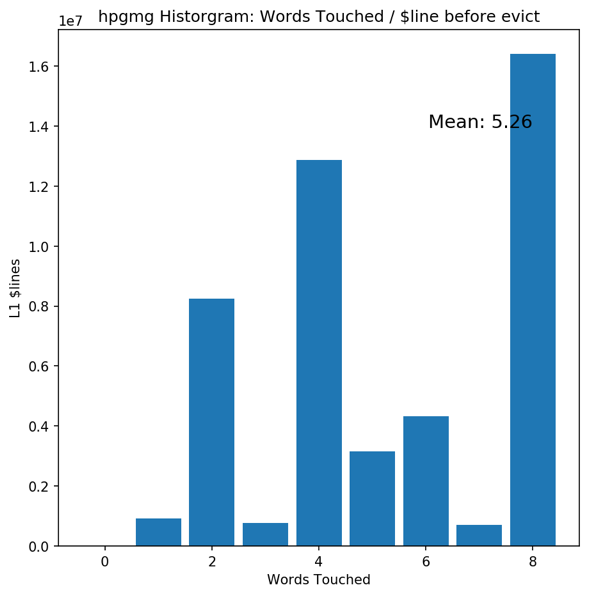 hpgmg Historgram: Words Touched / $line before evict
1e7
1.6
1.4
1.2
1.0
0.8
0.6
0.4
0.2
0.0
L1 $lines
Mean: 5.26
0 2 4 6 8
Words Touched